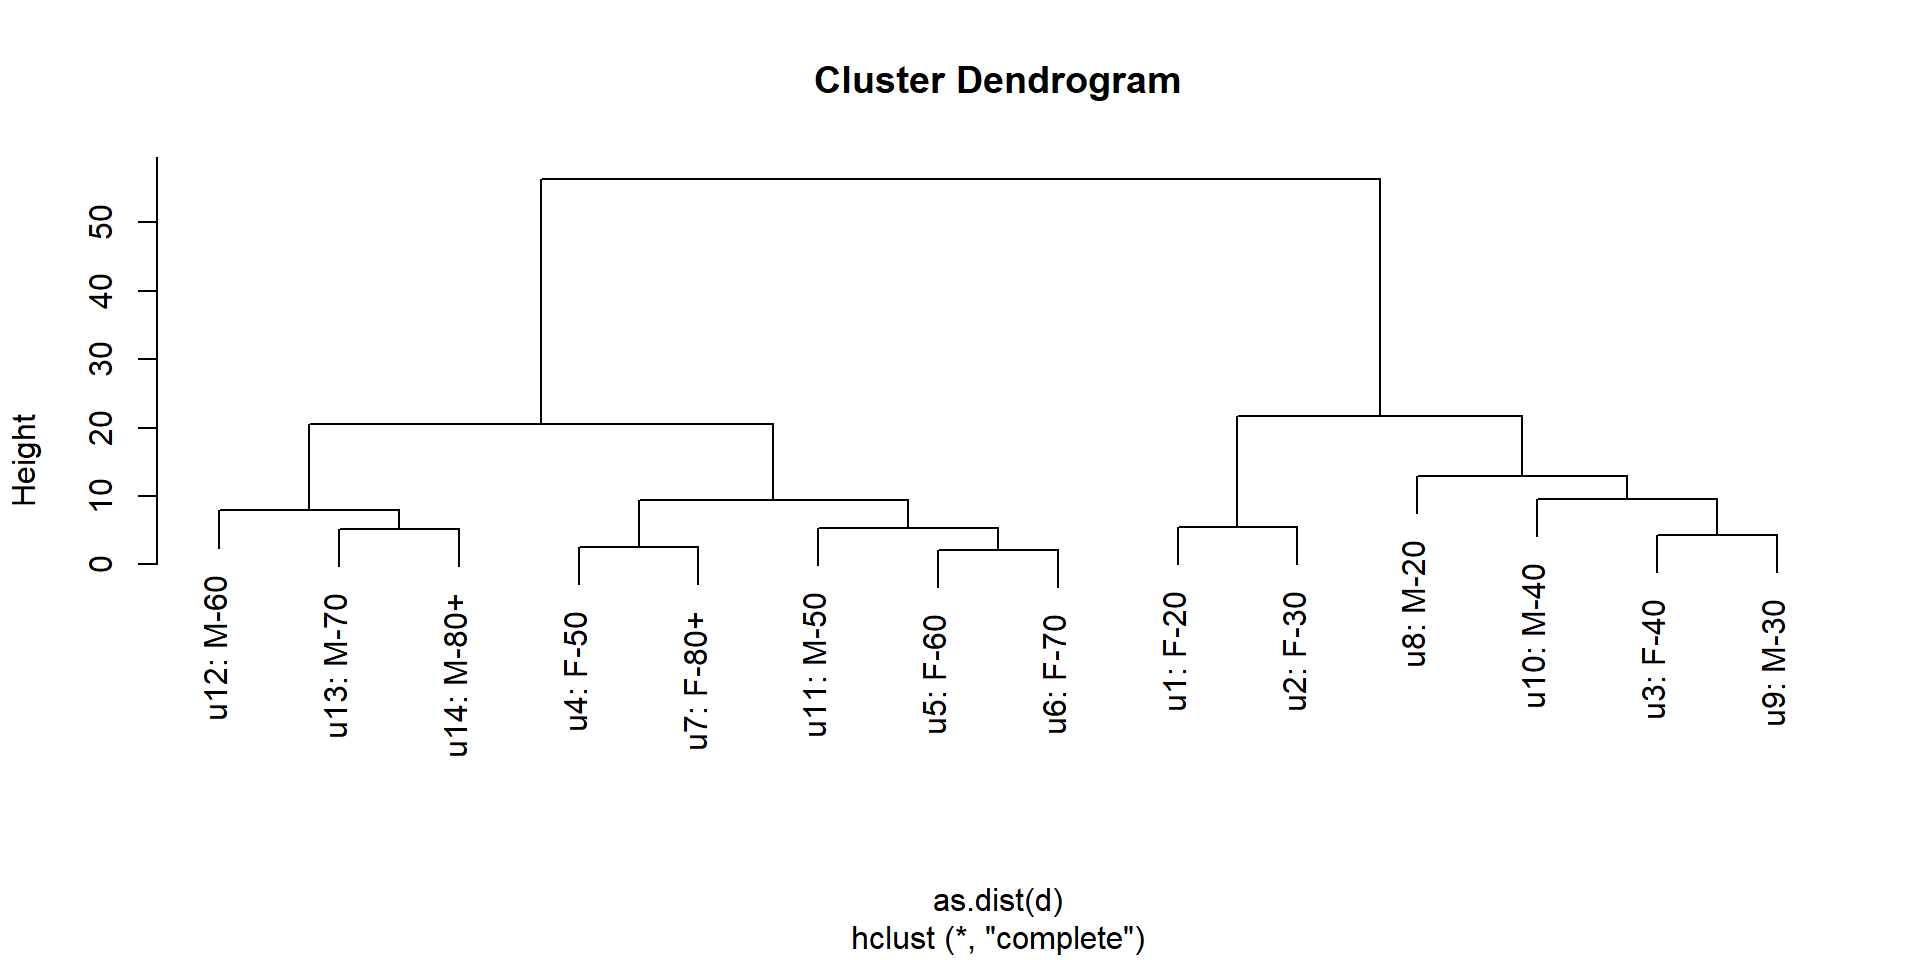 Cluster Dendrogram
Height
50
40
30
20
10
0
u12: M-60
u13: M-70
u14: M-80+
u4: F-50
u7: F-80+
u11: M-50
u5: F-60
u6: F-70
u1: F-20
u2: F-30
u8: M-20
u10: M-40
u3: F-40
u9: M-30
as.dist(d)
hclust (*, "complete")